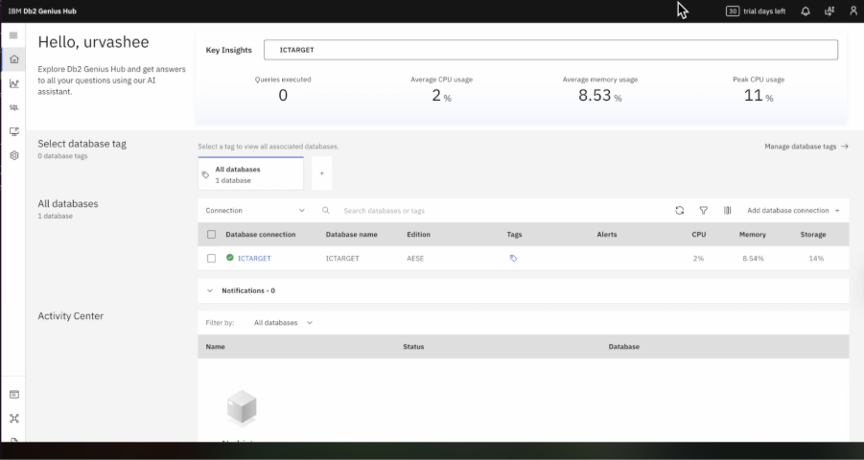 IBM Db2 Genius Hub
30 trial days left
Hello, urvashee
Explore Db2 Genius Hub and get answers
to all your questions using our AI
assistant.
Key Insights
ICTARGET
Queries executed
0
Average CPU usage
2 %
Average memory usage
8.53 %
Peak CPU usage
11 %
Select database tag
0 database tags
Select a tag to view all associated databases.
Manage database tags →
All databases
1 database
+
All databases
1 database
Connection
Search databases or tags
Add database connection +
Database connection Database name Edition Tags Alerts CPU Memory Storage
ICTARGET ICTARGET AESE 2% 8.54% 14%
Notifications - 0
Activity Center
Filter by: All databases
Name Status Database